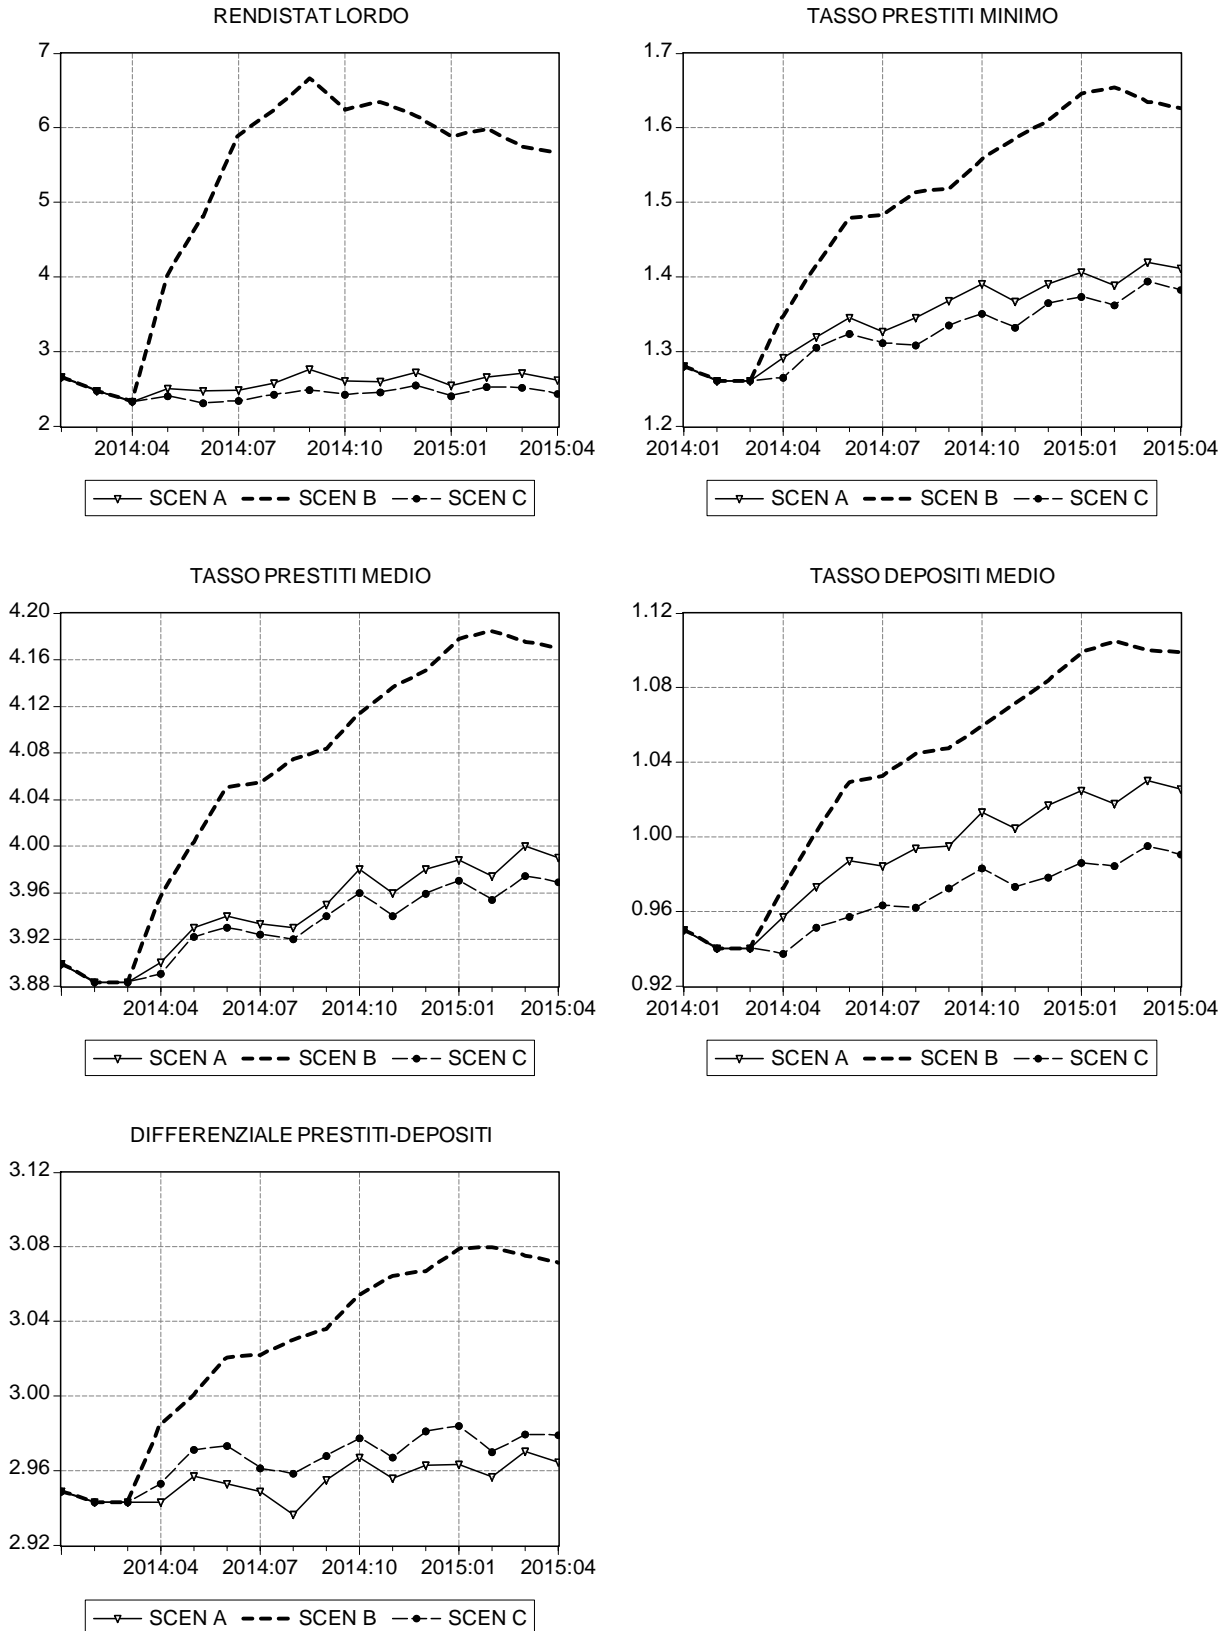 RENDISTAT LORDO
7
6
5
4
3
2
2014:04 2014:07 2014:10 2015:01 2015:04
SCEN A SCEN B SCEN C
TASSO PRESTITI MINIMO
1.7
1.6
1.5
1.4
1.3
1.2
2014:01 2014:04 2014:07 2014:10 2015:01 2015:04
SCEN A SCEN B SCEN C
TASSO PRESTITI MEDIO
4.20
4.16
4.12
4.08
4.04
4.00
3.96
3.92
3.88
2014:04 2014:07 2014:10 2015:01 2015:04
SCEN A SCEN B SCEN C
TASSO DEPOSITI MEDIO
1.12
1.08
1.04
1.00
0.96
0.92
2014:01 2014:04 2014:07 2014:10 2015:01 2015:04
SCEN A SCEN B SCEN C
DIFFERENZIALE PRESTITI-DEPOSITI
3.12
3.08
3.04
3.00
2.96
2.92
2014:04 2014:07 2014:10 2015:01 2015:04
SCEN A SCEN B SCEN C